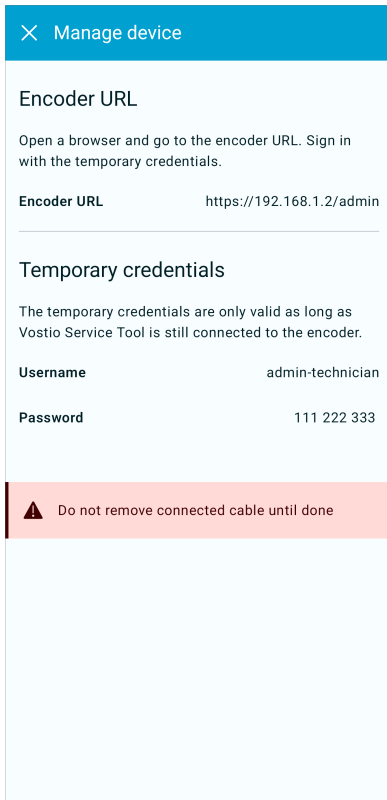 Manage device
Encoder URL
Open a browser and go to the encoder URL. Sign in
with the temporary credentials.
Encoder URL https://192.168.1.2/admin
Temporary credentials
The temporary credentials are only valid as long as
Vostio Service Tool is still connected to the encoder.
Username admin-technician
Password 111 222 333
Do not remove connected cable until done